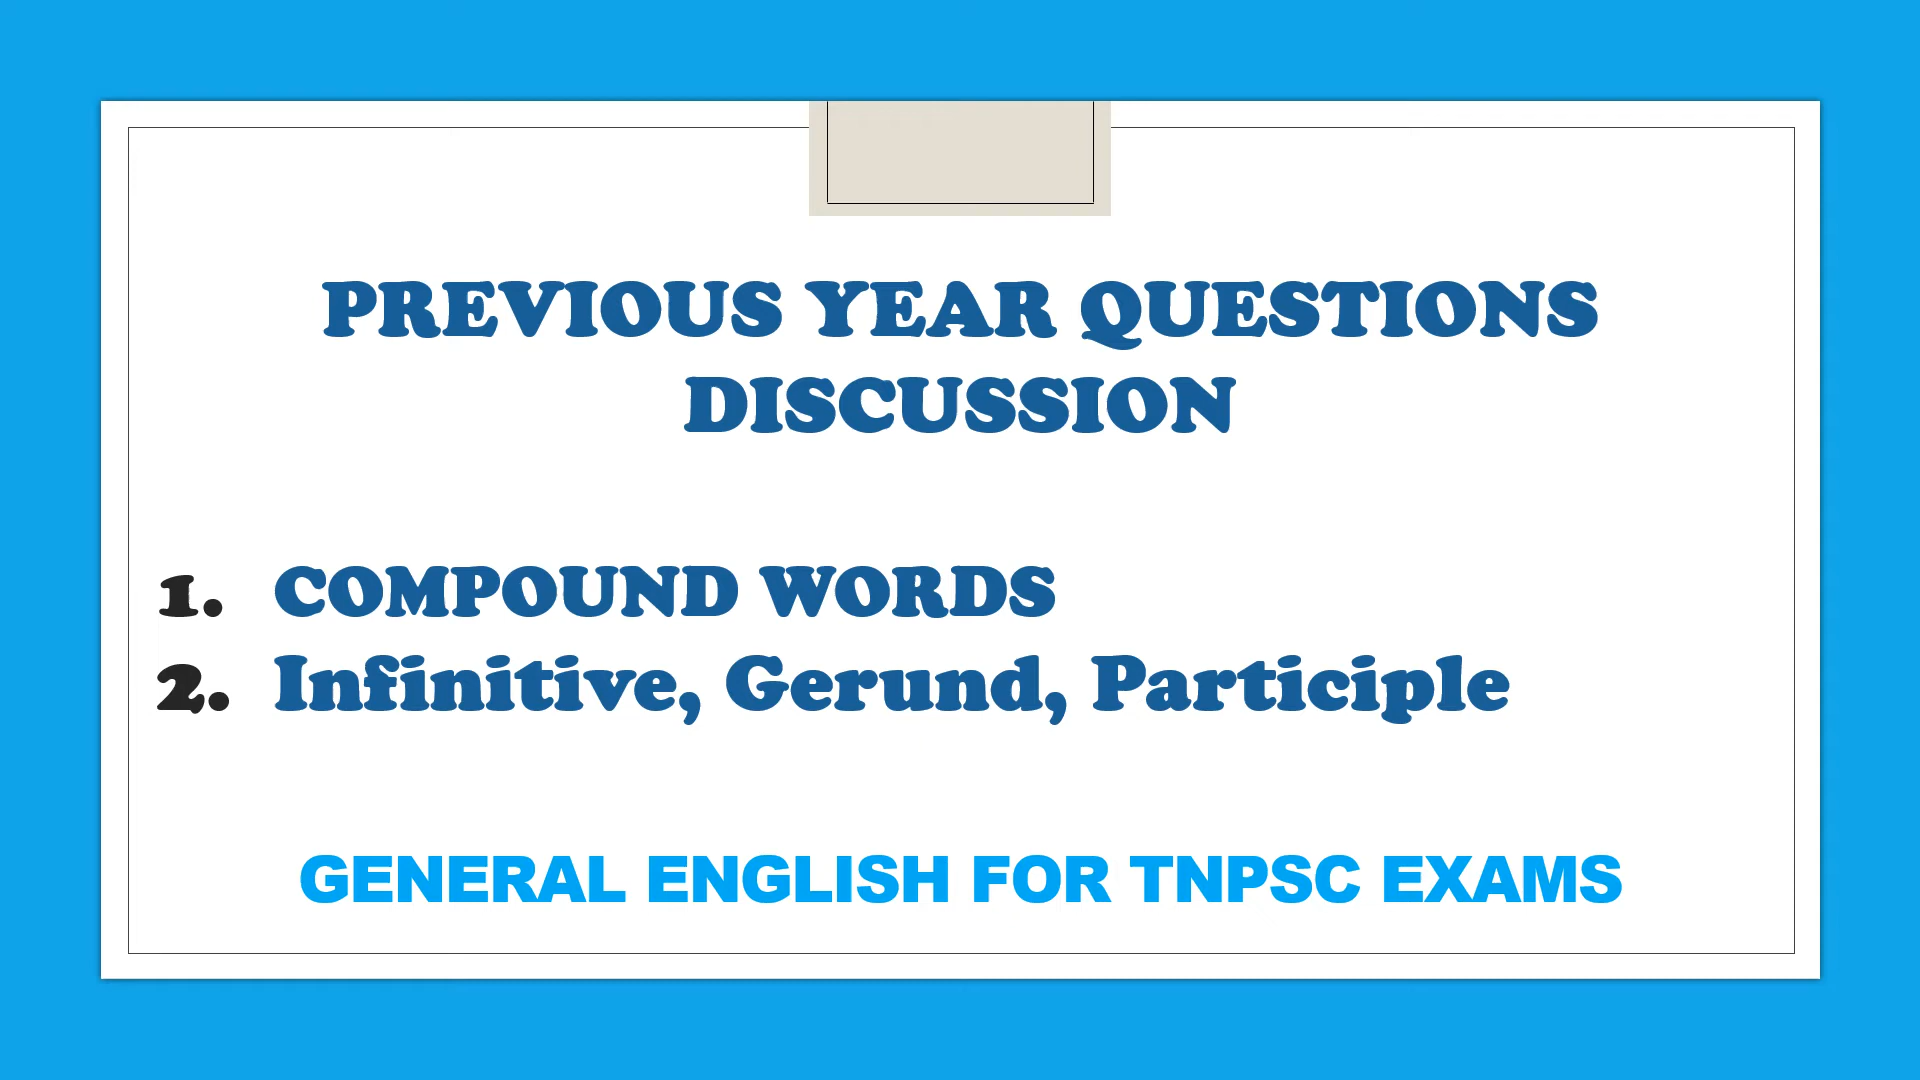 PREVIOUS YEAR QUESTIONS
DISCUSSION
1. COMPOUND WORDS
2. Infinitive, Gerund, Participle
GENERAL ENGLISH FOR TNPSC EXAMS